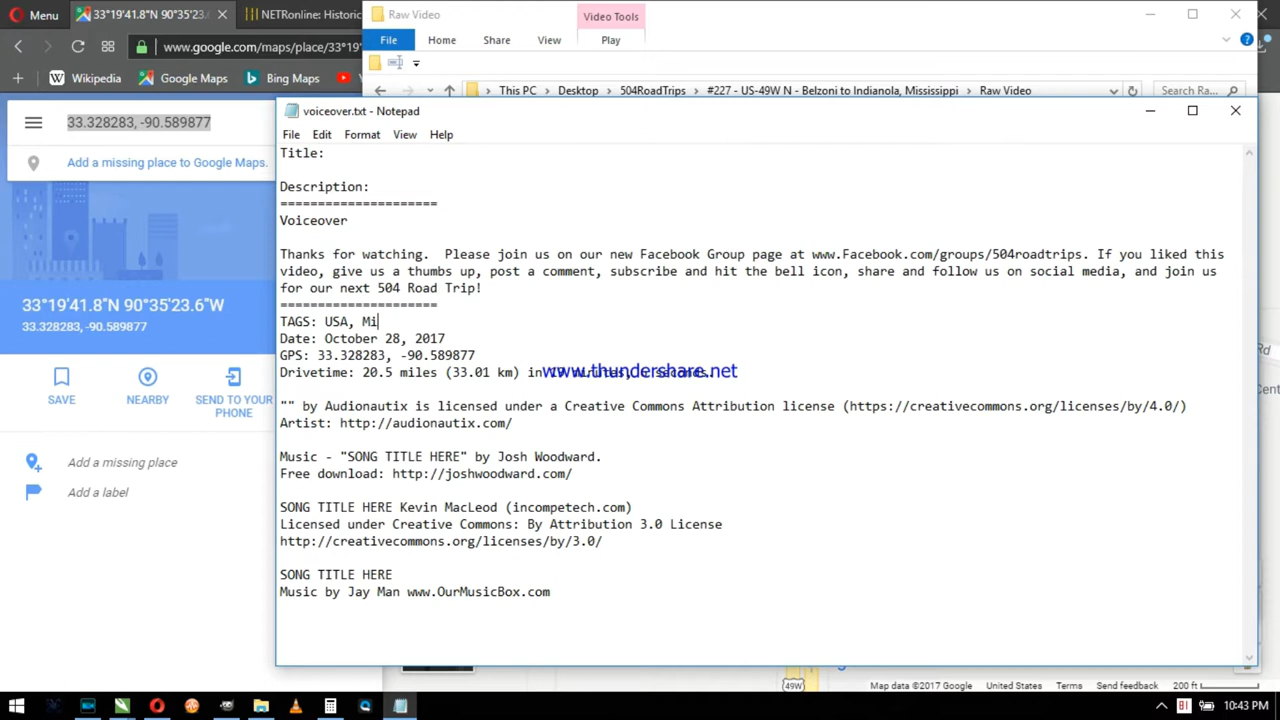 Menu
33°19'41.8"N 90°35'23.6
NETRonline: Historic
Raw Video
Video Tools
File
Home
Share
View
Play
www.google.com/maps/place/33°19
Wikipedia
Google Maps
Bing Maps
This PC
Desktop
504RoadTrips
#227 - US-49W N - Belzoni to Indianola, Mississippi
Raw Video
Search Ra...
voiceover.txt - Notepad
File Edit Format View Help
33.328283, -90.589877
Add a missing place to Google Maps.
33°19'41.8"N 90°35'23.6"W
33.328283, -90.589877
SAVE
NEARBY
SEND TO YOUR
PHONE
Add a missing place
Add a label
Title:
Description:
=====================
Voiceover
Thanks for watching.  Please join us on our new Facebook Group page at www.Facebook.com/groups/504roadtrips. If you liked this
video, give us a thumbs up, post a comment, subscribe and hit the bell icon, share and follow us on social media, and join us
for our next 504 Road Trip!
=====================
TAGS: USA, Mi
Date: October 28, 2017
GPS: 33.328283, -90.589877
Drivetime: 20.5 miles (33.01 km) in
www.thundershare.net
"" by Audionautix is licensed under a Creative Commons Attribution license (https://creativecommons.org/licenses/by/4.0/)
Artist: http://audionautix.com/
Music - "SONG TITLE HERE" by Josh Woodward.
Free download: http://joshwoodward.com/
SONG TITLE HERE Kevin MacLeod (incompetech.com)
Licensed under Creative Commons: By Attribution 3.0 License
http://creativecommons.org/licenses/by/3.0/
SONG TITLE HERE
Music by Jay Man www.OurMusicBox.com
Rd
49W
Map data ©2017 Google
United States
Terms
Send feedback
200 ft
10:43 PM